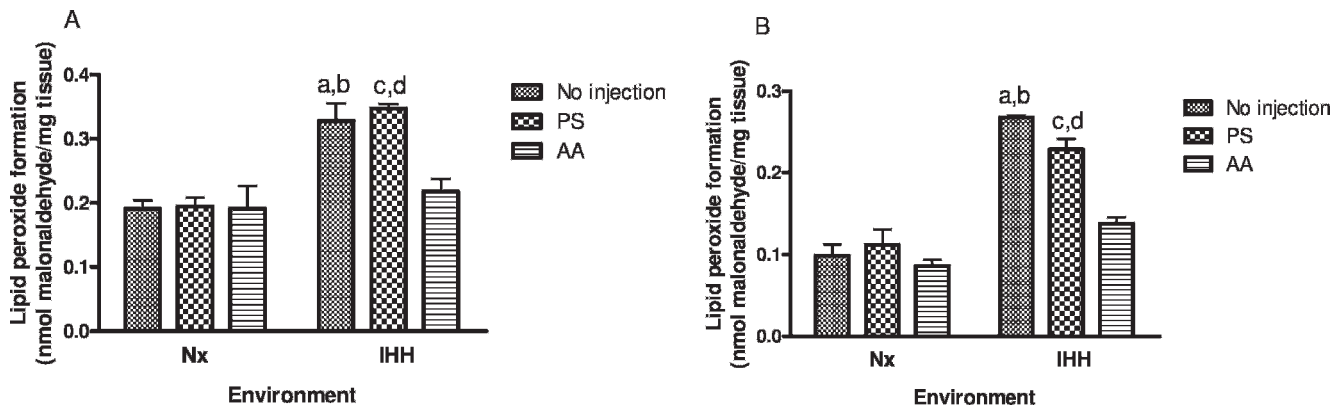 A
Lipid peroxide formation
(nmol malonaldehyde/mg tissue)
0.4
0.3
0.2
0.1
0.0
a,b
c,d
Nx
IHH
Environment
No injection
PS
AA
B
Lipid peroxide formation
(nmol malonaldehyde/mg tissue)
0.3
0.2
0.1
0.0
a,b
c,d
Nx
IHH
Environment
No injection
PS
AA